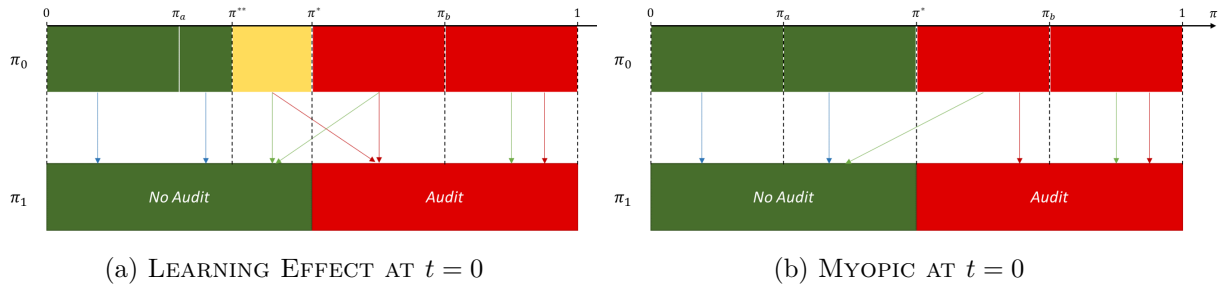 0 π_a π** π* π_b 1
π_0
π_1 No Audit Audit
(a) LEARNING EFFECT AT t = 0
0 π_a π* π_b 1 π
π_0
π_1 No Audit Audit
(b) MYOPIC AT t = 0